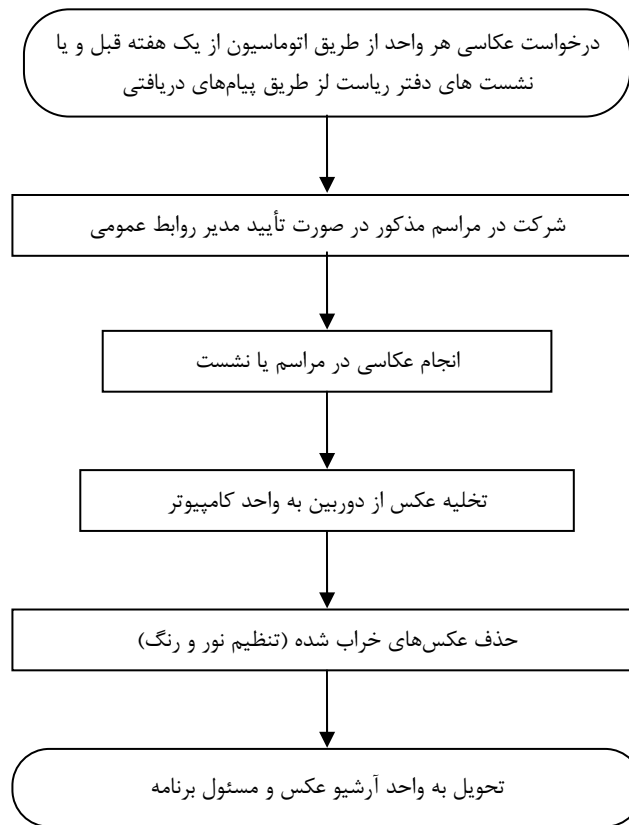 درخواست عکاسی هر واحد از طریق اتوماسیون از یک هفته قبل و یا
نشست های دفتر ریاست لز طریق پیام‌های دریافتی
شرکت در مراسم مذکور در صورت تأیید مدیر روابط عمومی
انجام عکاسی در مراسم یا نشست
تخلیه عکس از دوربین به واحد کامپیوتر
حذف عکس‌های خراب شده (تنظیم نور و رنگ)
تحویل به واحد آرشیو عکس و مسئول برنامه